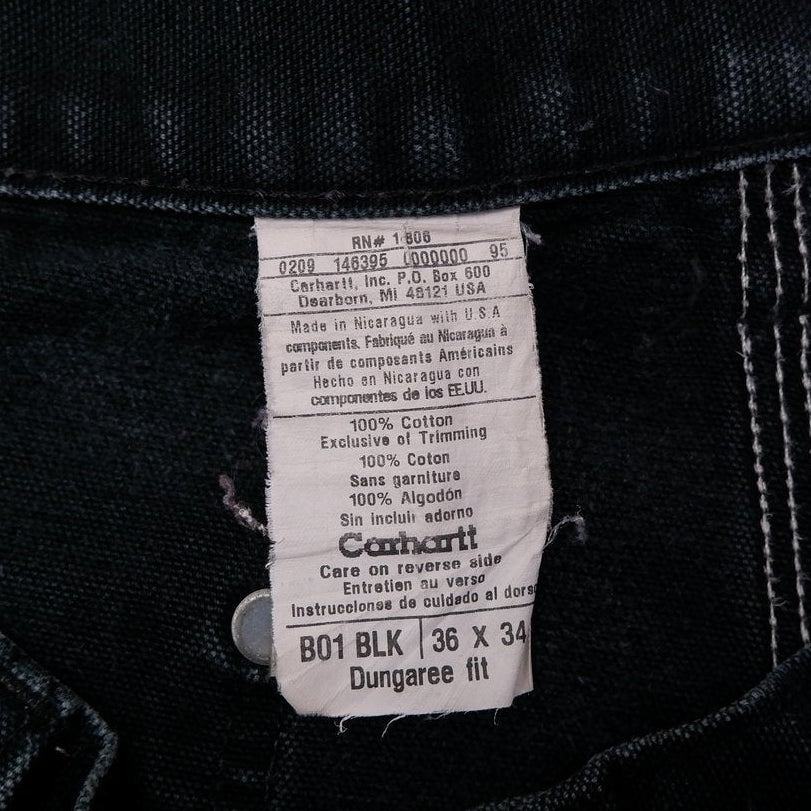 RN# 1806
0209 146395 0000000 95
Carhartt, Inc. P.O. Box 600
Dearborn, MI 48121 USA
Made in Nicaragua with U.S.A
components. Fabriqué au Nicaragua à
partir de composants Américains
Hecho en Nicaragua con
componentes de los EE.UU.
100% Cotton
Exclusive of Trimming
100% Coton
Sans garniture
100% Algodón
Sin incluir adorno
Carhartt
Care on reverse side
Entretien au verso
Instrucciones de cuidado al dorso
B01 BLK | 36 X 34
Dungaree fit